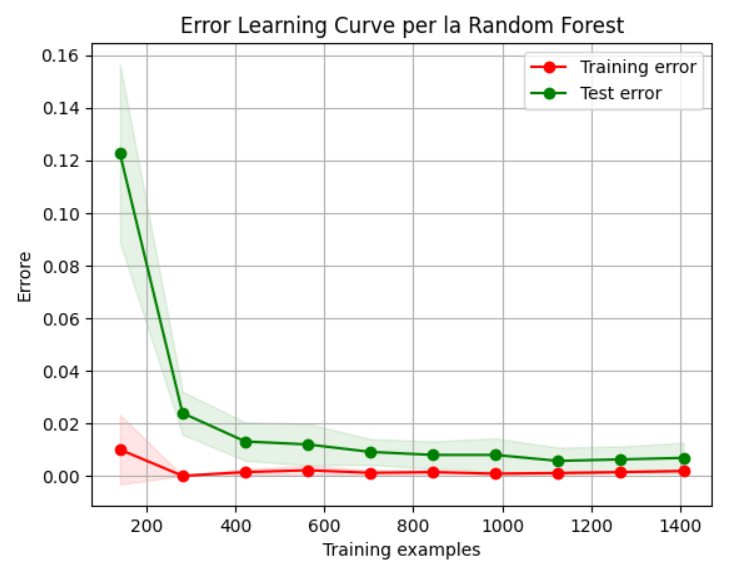 Error Learning Curve per la Random Forest
Training error
Test error
Errore
0.16
0.14
0.12
0.10
0.08
0.06
0.04
0.02
0.00
200 400 600 800 1000 1200 1400
Training examples